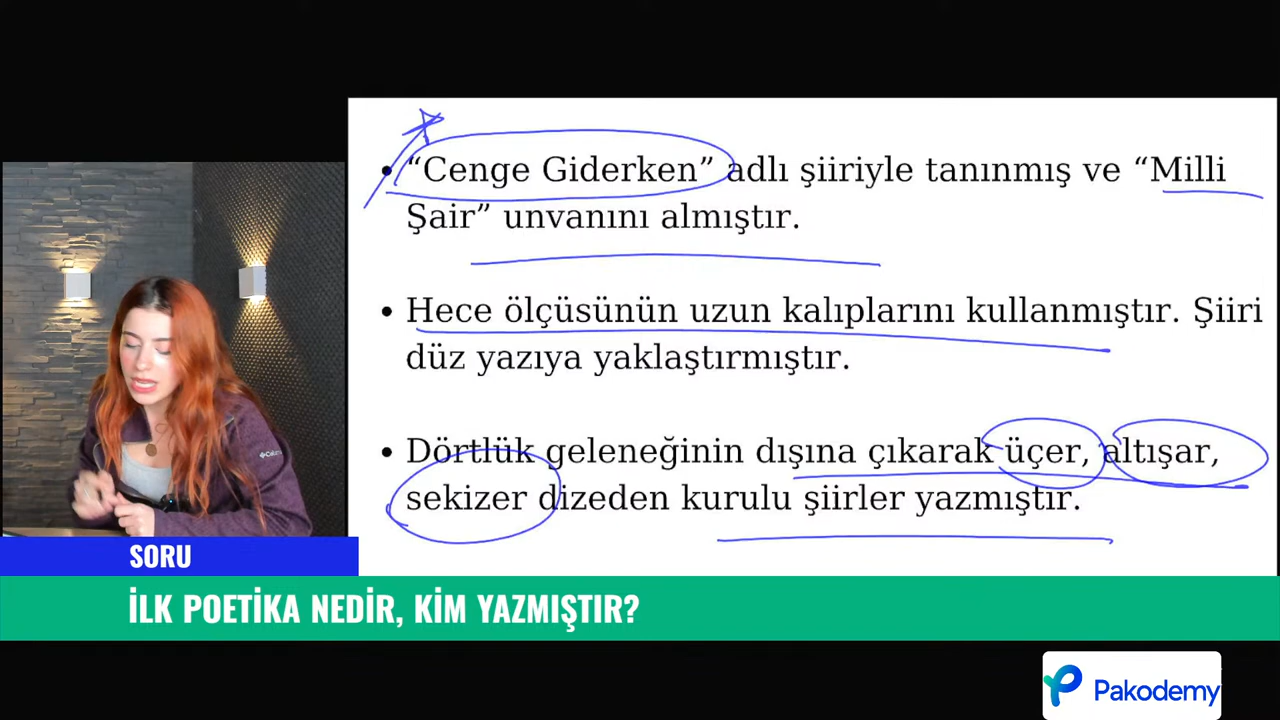 • “Cenge Giderken” adlı şiiriyle tanınmış ve “Milli
Şair” unvanını almıştır.
• Hece ölçüsünün uzun kalıplarını kullanmıştır. Şiiri
düz yazıya yaklaştırmıştır.
• Dörtlük geleneğinin dışına çıkarak üçer, altışar,
sekizer dizeden kurulu şiirler yazmıştır.
SORU
İLK POETİKA NEDİR, KİM YAZMIŞTIR?
Pakodemy